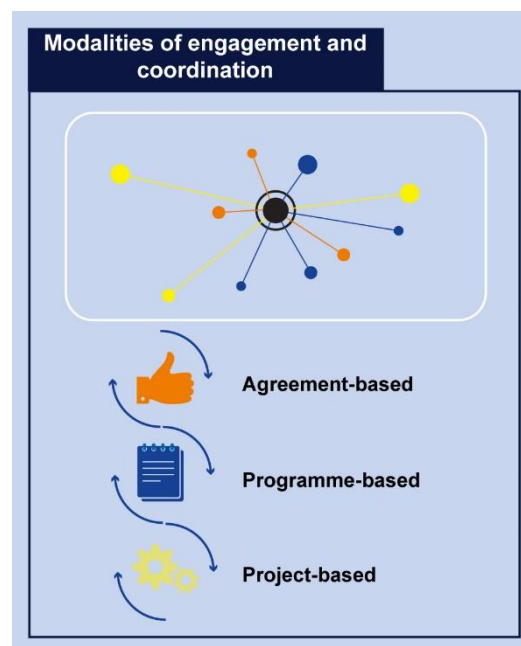 Modalities of engagement and
coordination
Agreement-based
Programme-based
Project-based